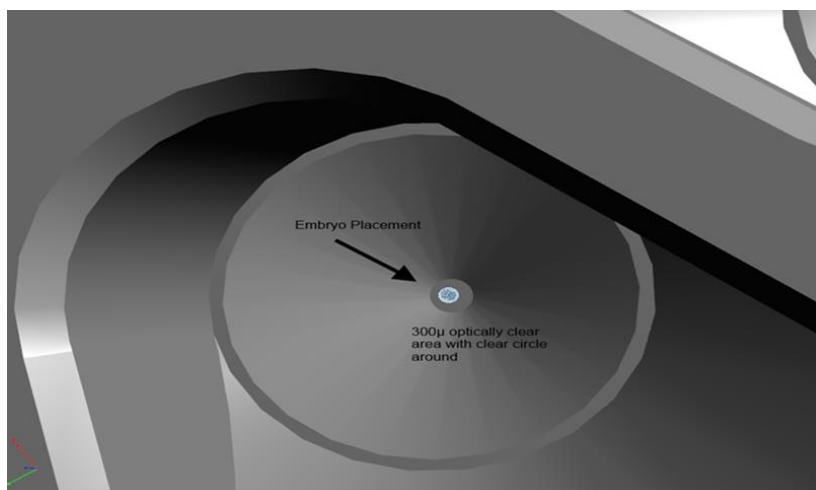 Embryo Placement
300µ optically clear
area with clear circle
around